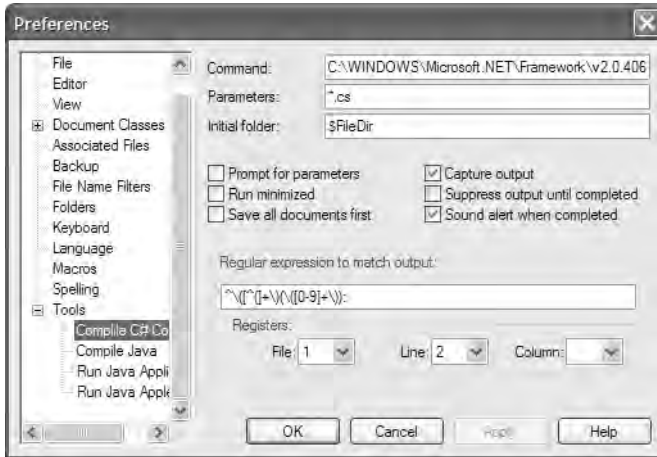 Preferences
File
Editor
View
Document Classes
Associated Files
Backup
File Name Filters
Folders
Keyboard
Language
Macros
Spelling
Tools
Complile C# Co
Compile Java
Run Java Appli
Run Java Apple
Command: C:\WINDOWS\Microsoft.NET\Framework\v2.0.406
Parameters: *.cs
Initial folder: $FileDir
Prompt for parameters
Capture output
Run minimized
Suppress output until completed
Save all documents first
Sound alert when completed
Regular expression to match output:
^\([^(]+\)(\([0-9]+\)):
Registers:
File: 1 Line: 2 Column:
OK Cancel Apply Help